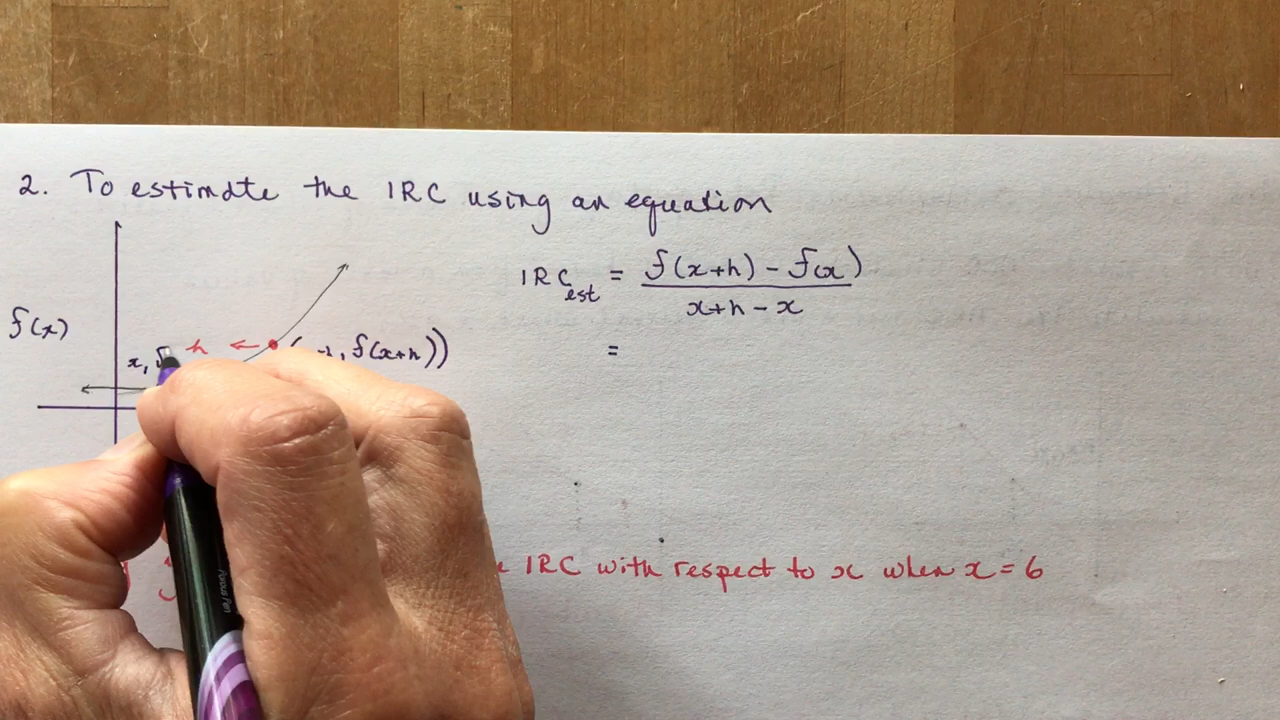 2. To estimate the IRC using an equation
IRC est = f(x+h) - f(x)
x+h - x
f(x)
h ← , f(x+h))
x, f
=
IRC with respect to x when x = 6